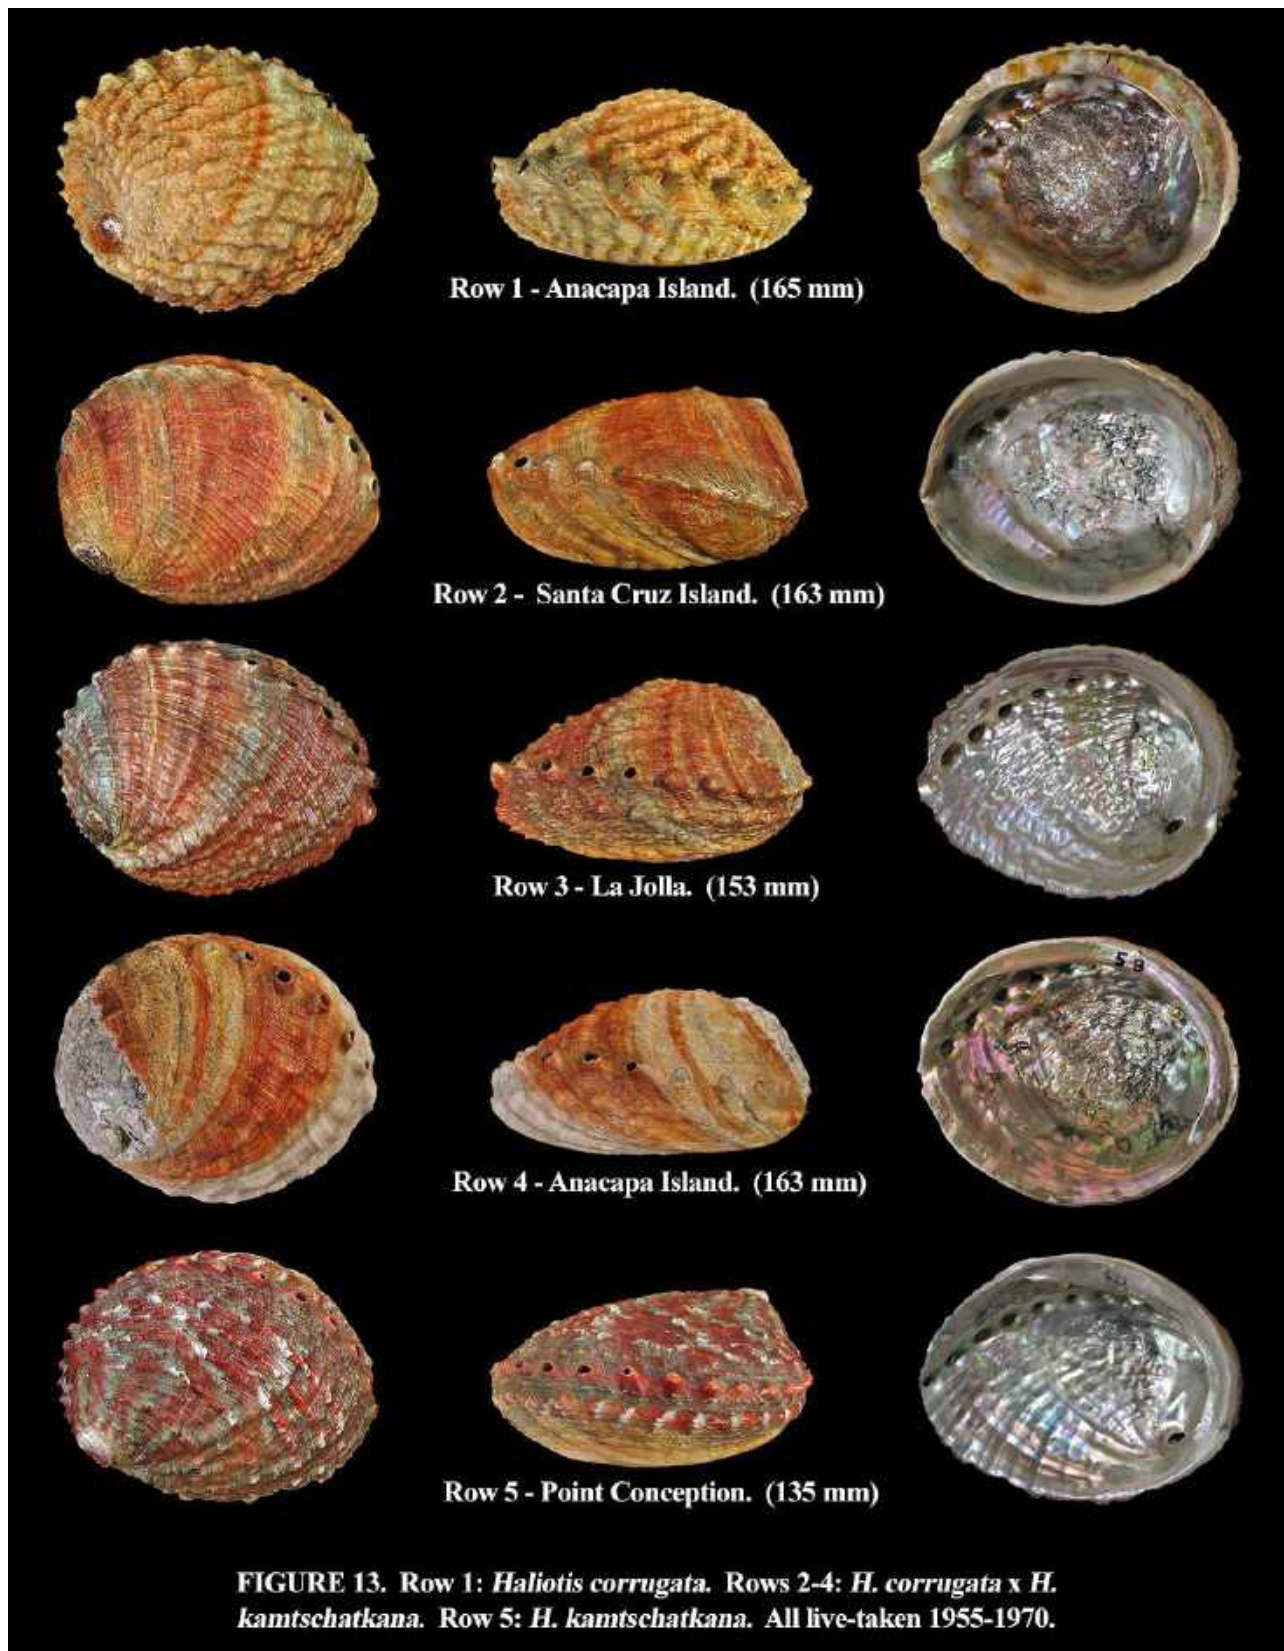 Row 1 - Anacapa Island. (165 mm)
Row 2 - Santa Cruz Island. (163 mm)
Row 3 - La Jolla. (153 mm)
58
Row 4 - Anacapa Island. (163 mm)
Row 5 - Point Conception. (135 mm)
FIGURE 13. Row 1: Haliotis corrugata. Rows 2-4: H. corrugata x H.
kamtschatkana. Row 5: H. kamtschatkana. All live-taken 1955-1970.